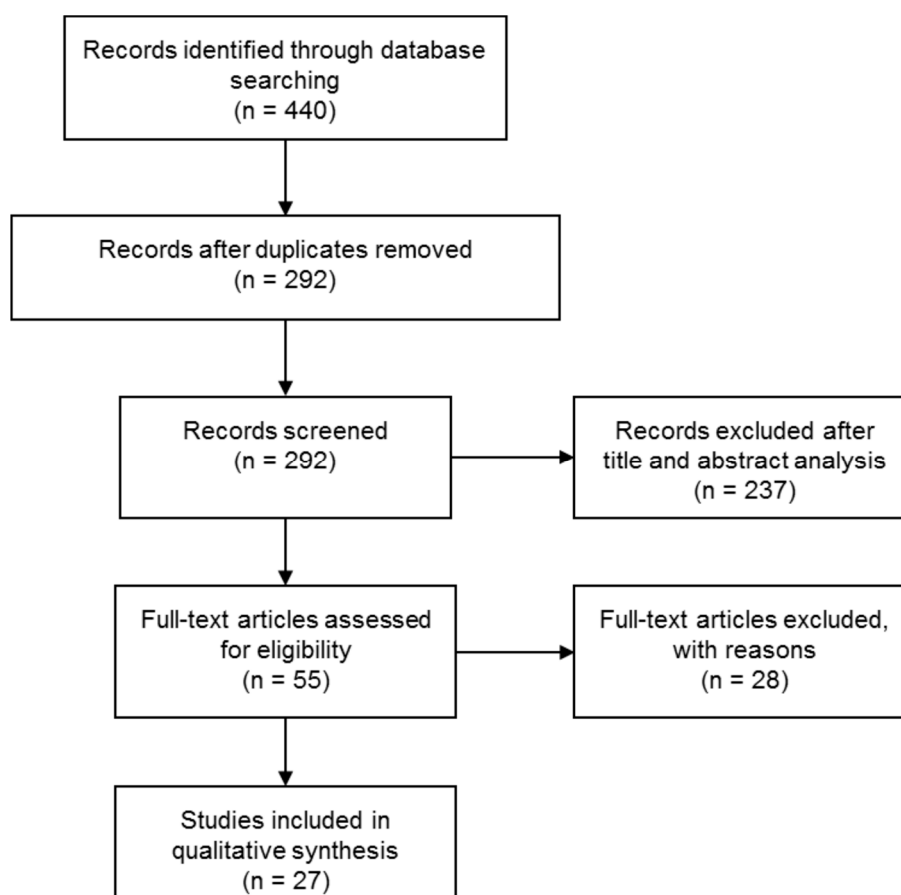 Records identified through database
searching
(n = 440)
Records after duplicates removed
(n = 292)
Records screened
(n = 292)
Records excluded after
title and abstract analysis
(n = 237)
Full-text articles assessed
for eligibility
(n = 55)
Full-text articles excluded,
with reasons
(n = 28)
Studies included in
qualitative synthesis
(n = 27)